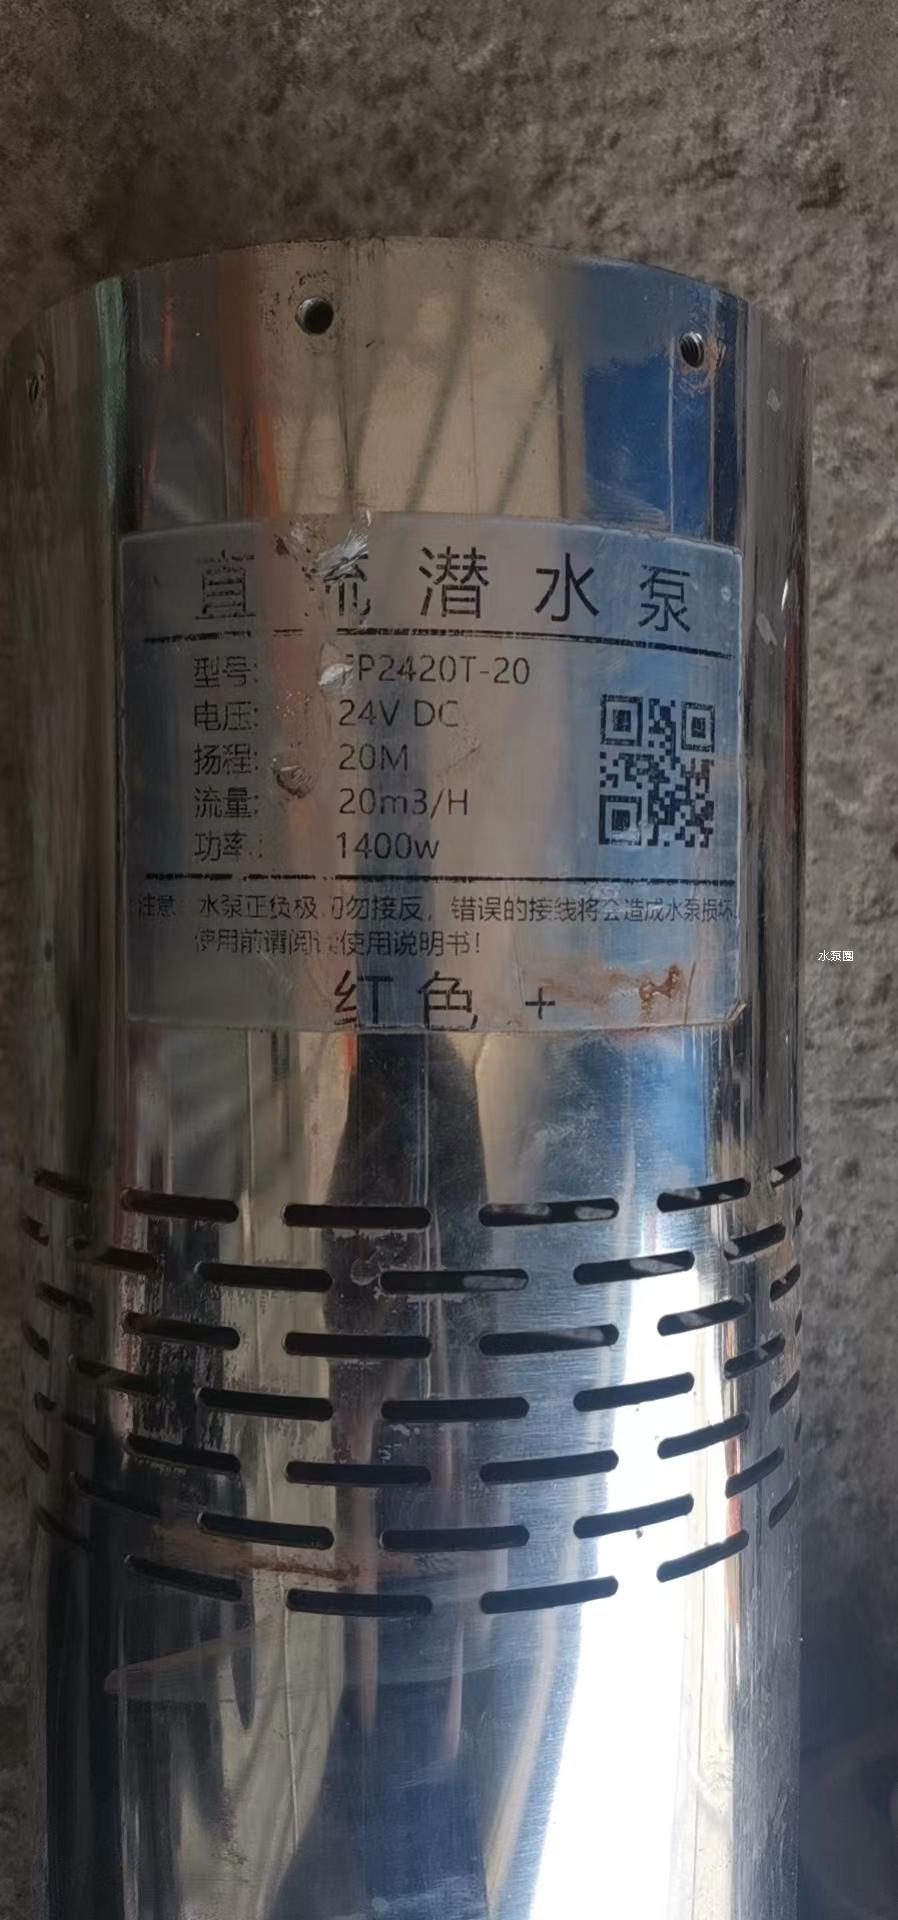 直流潜水泵
型号: P2420T-20
电压: 24V DC
扬程: 20M
流量: 20m3/H
功率: 1400w
注意: 水泵正负极切勿接反，错误的接线将会造成水泵损坏!
使用前请阅读使用说明书!
红色 +
水泵圈